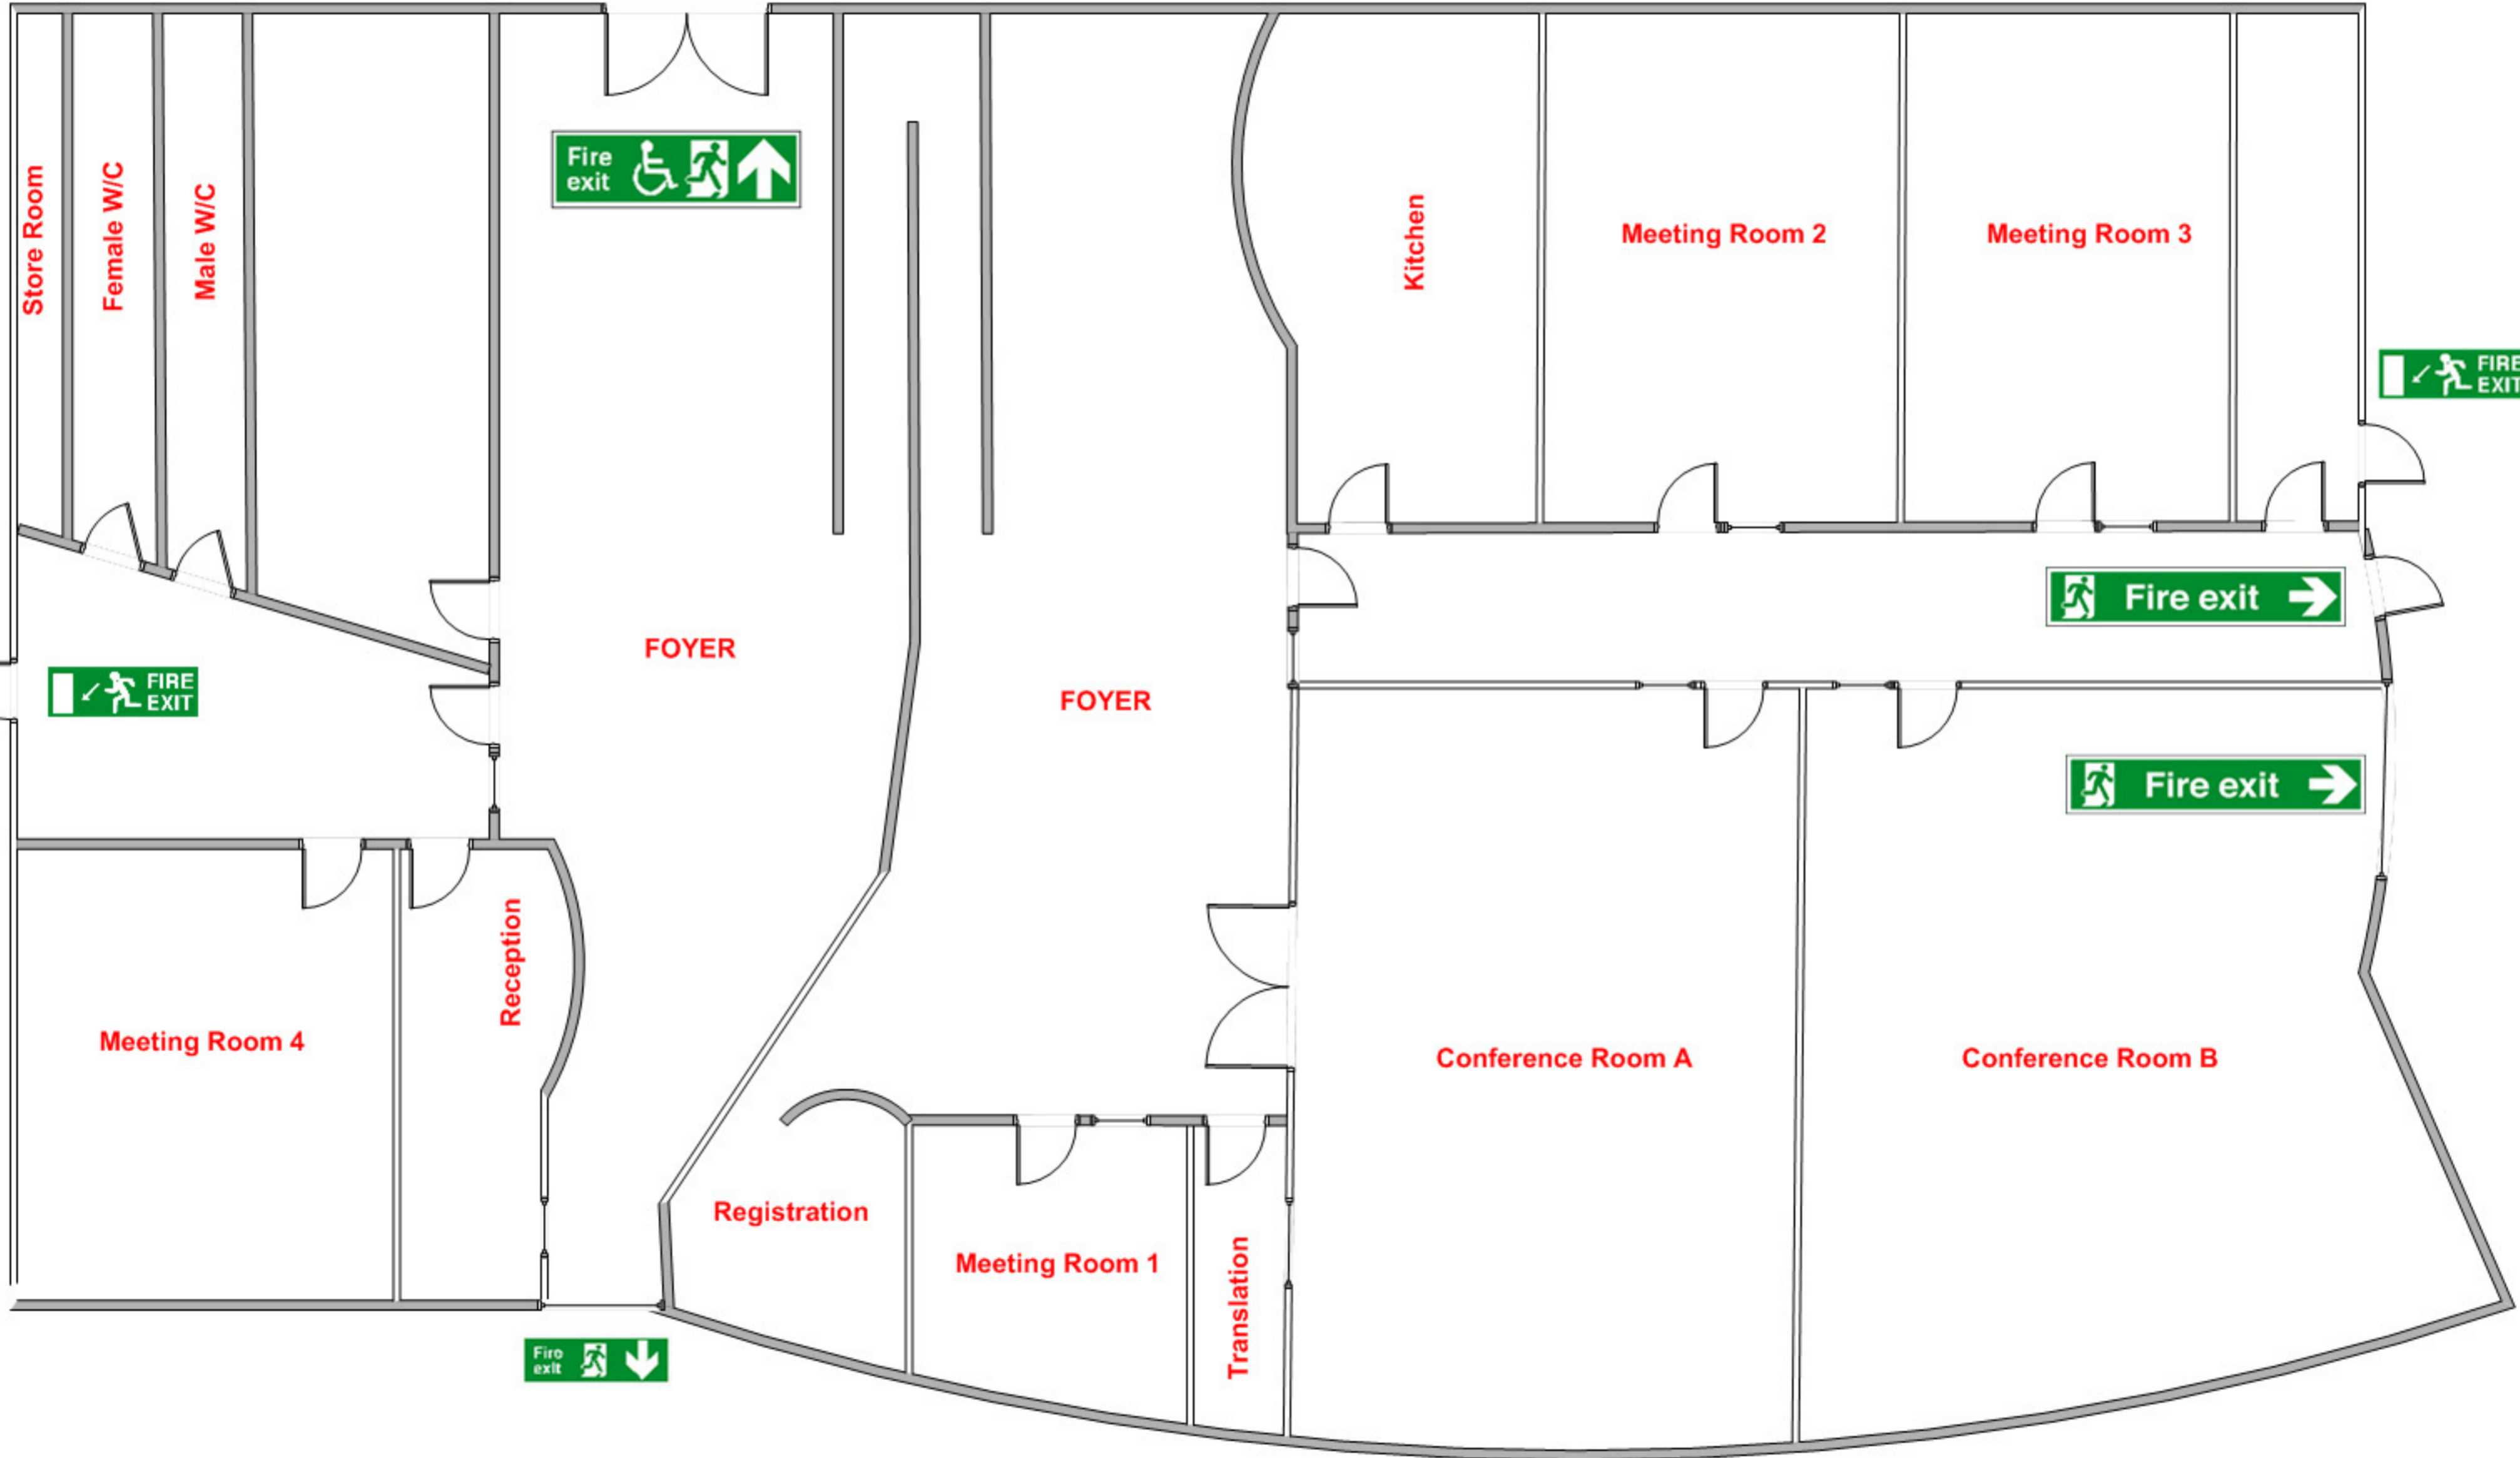 Store Room
Female W/C
Male W/C
Fire
exit
Kitchen
Meeting Room 2
Meeting Room 3
FIRE
EXIT
Fire exit
FOYER
FOYER
FIRE
EXIT
Fire exit
Reception
Meeting Room 4
Conference Room A
Conference Room B
Registration
Meeting Room 1
Translation
Fire
exit